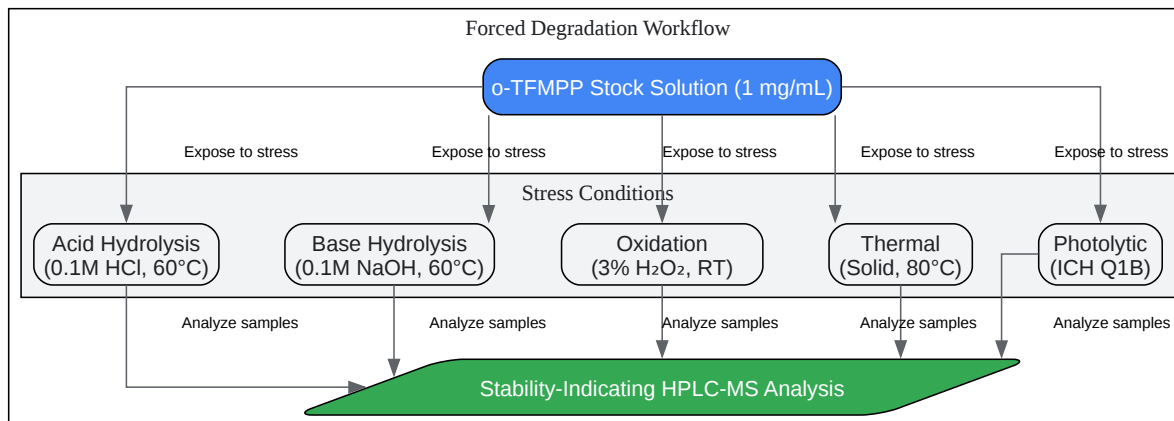 Forced Degradation Workflow
o-TFMPP Stock Solution (1 mg/mL)
Expose to stress
Expose to stress
Expose to stress
Expose to stress
Expose to stress
Stress Conditions
Acid Hydrolysis
(0.1M HCl, 60°C)
Base Hydrolysis
(0.1M NaOH, 60°C)
Oxidation
(3% H₂O₂, RT)
Thermal
(Solid, 80°C)
Photolytic
(ICH Q1B)
Analyze samples
Analyze samples
Analyze samples
Analyze samples
Analyze samples
Stability-Indicating HPLC-MS Analysis